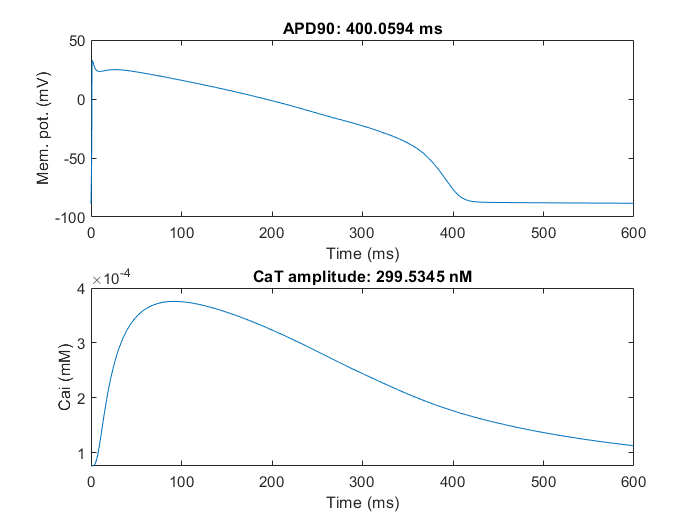 APD90: 400.0594 ms
50
0
-50
-100
Mem. pot. (mV)
0 100 200 300 400 500 600
Time (ms)
×10-4
CaT amplitude: 299.5345 nM
4
3
2
1
Cai (mM)
0 100 200 300 400 500 600
Time (ms)